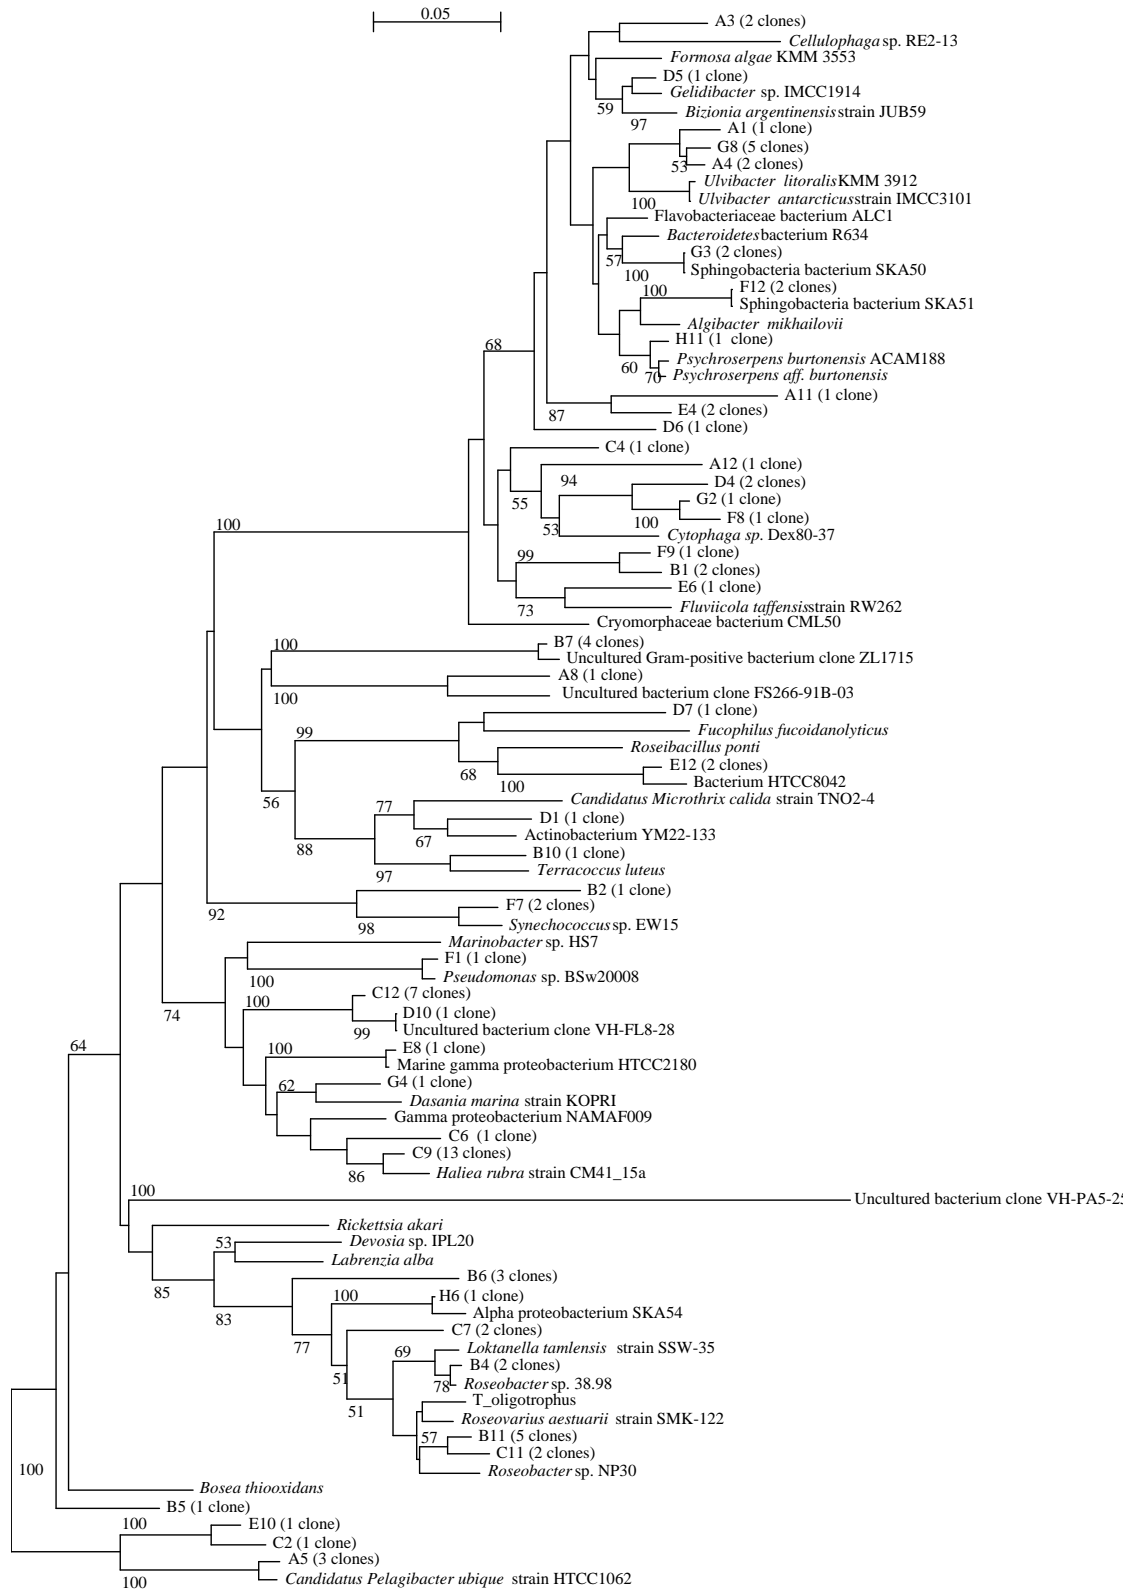 0.05
A3 (2 clones)
Cellulophaga sp. RE2-13
Formosa algae KMM 3553
D5 (1 clone)
Gelidibacter sp. IMCC1914
59
Bizionia argentinensis strain JUB59
97
A1 (1 clone)
G8 (5 clones)
53
A4 (2 clones)
Ulvibacter litoralis KMM 3912
Ulvibacter antarcticus strain IMCC3101
100
Flavobacteriaceae bacterium ALC1
Bacteroidetes bacterium R634
G3 (2 clones)
57
Sphingobacteria bacterium SKA50
100
F12 (2 clones)
100
Sphingobacteria bacterium SKA51
Algibacter mikhailovii
H11 (1 clone)
68
Psychroserpens burtonensis ACAM188
60
70
Psychroserpens aff. burtonensis
A11 (1 clone)
E4 (2 clones)
87
D6 (1 clone)
C4 (1 clone)
A12 (1 clone)
94
D4 (2 clones)
55
G2 (1 clone)
F8 (1 clone)
100
100
53
Cytophaga sp. Dex80-37
F9 (1 clone)
99
B1 (2 clones)
E6 (1 clone)
Fluviicola taffensis strain RW262
73
Cryomorphaceae bacterium CML50
B7 (4 clones)
100
Uncultured Gram-positive bacterium clone ZL1715
A8 (1 clone)
Uncultured bacterium clone FS266-91B-03
100
D7 (1 clone)
Fucophilus fucoidanolyticus
99
Roseibacillus ponti
E12 (2 clones)
68
Bacterium HTCC8042
100
Candidatus Microthrix calida strain TNO2-4
56
77
D1 (1 clone)
Actinobacterium YM22-133
67
88
B10 (1 clone)
Terracoccus luteus
97
B2 (1 clone)
F7 (2 clones)
92
Synechococcus sp. EW15
98
Marinobacter sp. HS7
F1 (1 clone)
Pseudomonas sp. BSw20008
100
C12 (7 clones)
100
D10 (1 clone)
74
Uncultured bacterium clone VH-FL8-28
99
64
E8 (1 clone)
100
Marine gamma proteobacterium HTCC2180
G4 (1 clone)
62
Dasania marina strain KOPRI
Gamma proteobacterium NAMAF009
C6 (1 clone)
C9 (13 clones)
Haliea rubra strain CM41_15a
86
100
Uncultured bacterium clone VH-PA5-25
Rickettsia akari
53
Devosia sp. IPL20
Labrenzia alba
B6 (3 clones)
85
H6 (1 clone)
100
Alpha proteobacterium SKA54
83
C7 (2 clones)
77
Loktanella tamlensis strain SSW-35
69
B4 (2 clones)
51
78
Roseobacter sp. 38.98
T_oligotrophus
51
Roseovarius aestuarii strain SMK-122
B11 (5 clones)
57
C11 (2 clones)
Roseobacter sp. NP30
100
Bosea thiooxidans
B5 (1 clone)
100
E10 (1 clone)
C2 (1 clone)
A5 (3 clones)
Candidatus Pelagibacter ubique strain HTCC1062
100